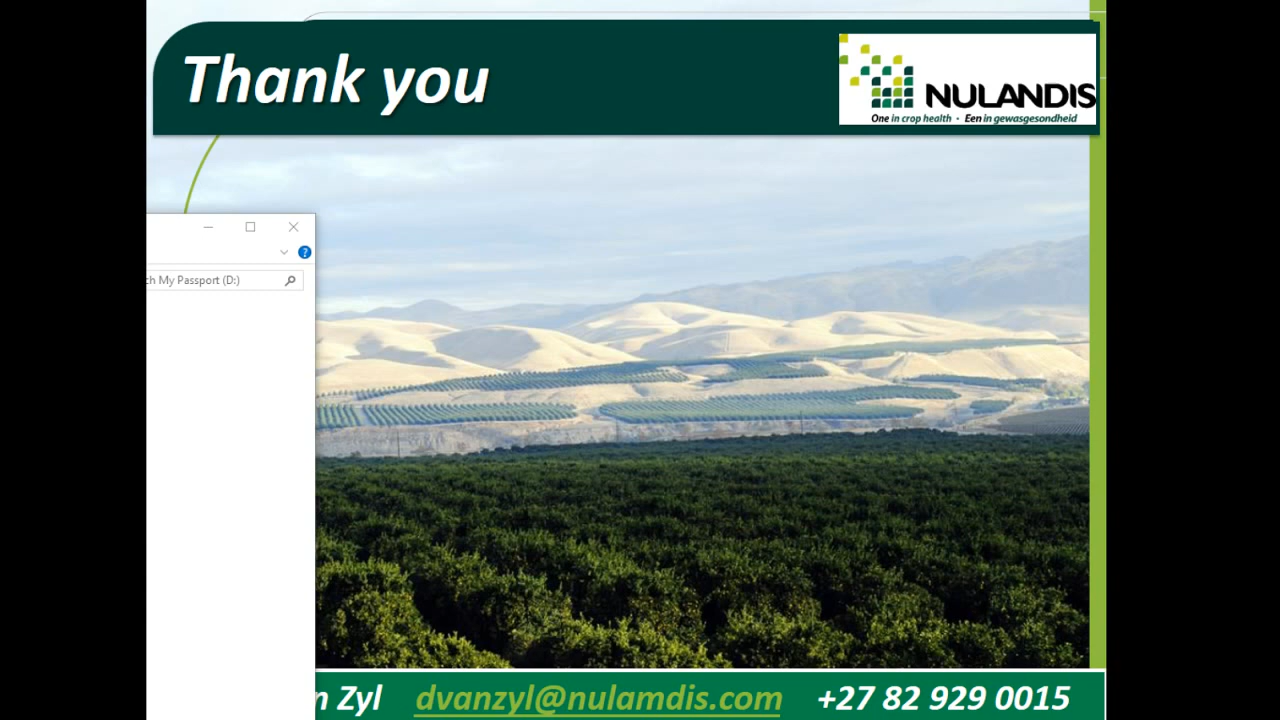 Thank you
NULANDIS
One in crop health · Een in gewasgesondheid
ch My Passport (D:)
n Zyl dvanzyl@nulamdis.com +27 82 929 0015